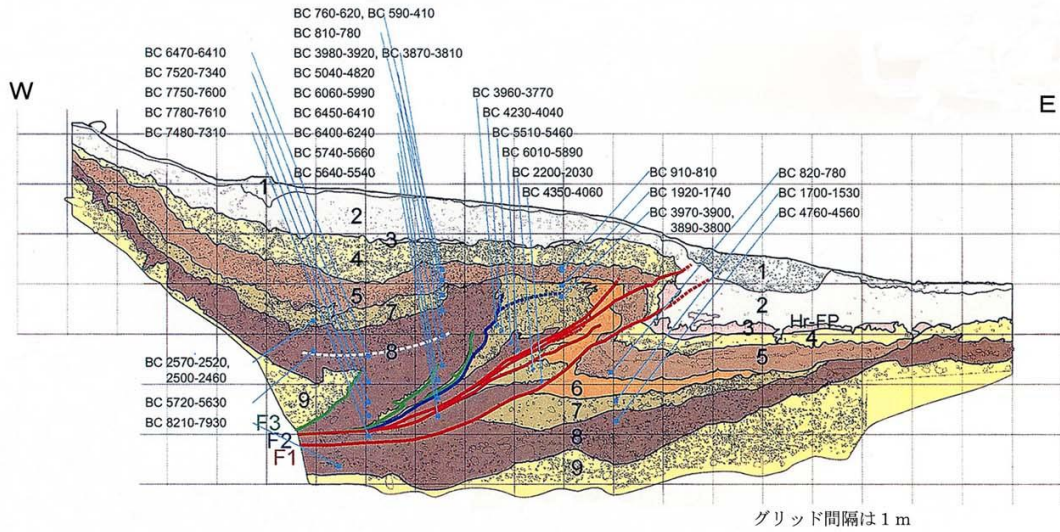 BC 760-620, BC 590-410
BC 810-780
BC 3980-3920, BC 3870-3810
BC 5040-4820
BC 6060-5990
BC 6450-6410
BC 6400-6240
BC 5740-5660
BC 5640-5540
BC 6470-6410
BC 7520-7340
BC 7750-7600
BC 7780-7610
BC 7480-7310
W
E
BC 3960-3770
BC 4230-4040
BC 5510-5460
BC 6010-5890
BC 2200-2030
BC 4350-4060
BC 910-810
BC 1920-1740
BC 3970-3900,
3890-3800
BC 820-780
BC 1700-1530
BC 4760-4560
1
2
3
4
5
7
8
9
1
2
3
Hr-FP
4
5
6
7
8
9
BC 2570-2520,
2500-2460
BC 5720-5630
BC 8210-7930
F3
F2
F1
グリッド間隔は1m